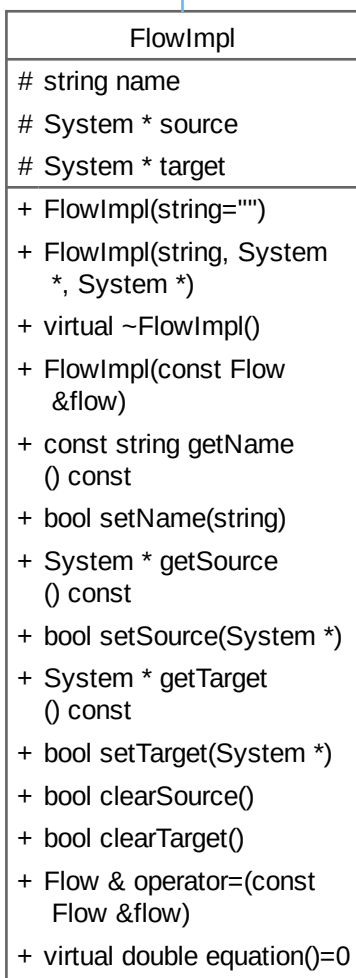 FlowImpl
# string name
# System * source
# System * target
+ FlowImpl(string="")
+ FlowImpl(string, System
*, System *)
+ virtual ~FlowImpl()
+ FlowImpl(const Flow
&flow)
+ const string getName
() const
+ bool setName(string)
+ System * getSource
() const
+ bool setSource(System *)
+ System * getTarget
() const
+ bool setTarget(System *)
+ bool clearSource()
+ bool clearTarget()
+ Flow & operator=(const
Flow &flow)
+ virtual double equation()=0